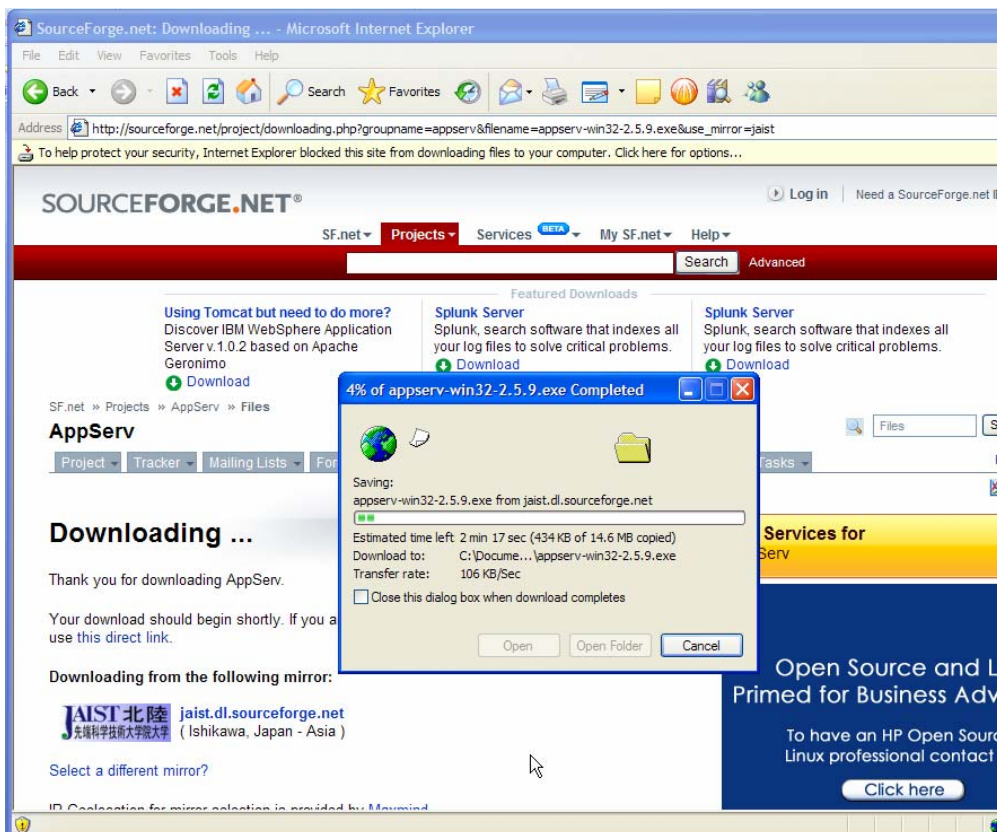 SourceForge.net: Downloading ... - Microsoft Internet Explorer
File Edit View Favorites Tools Help
Back Search Favorites
Address http://sourceforge.net/project/downloading.php?groupname=appserv&filename=appserv-win32-2.5.9.exe&use_mirror=jaist
To help protect your security, Internet Explorer blocked this site from downloading files to your computer. Click here for options...
SOURCEFORGE.NET®
Log in Need a SourceForge.net
SF.net Projects Services BETA My SF.net Help
Search Advanced
Featured Downloads
Using Tomcat but need to do more?
Discover IBM WebSphere Application
Server v.1.0.2 based on Apache
Geronimo
Download
Splunk Server
Splunk, search software that indexes all
your log files to solve critical problems.
Download
Splunk Server
Splunk, search software that indexes all
your log files to solve critical problems.
Download
SF.net » Projects » AppServ » Files
AppServ
Files S
Project Tracker Mailing Lists For
Tasks
4% of appserv-win32-2.5.9.exe Completed
Saving:
appserv-win32-2.5.9.exe from jaist.dl.sourceforge.net
Estimated time left 2 min 17 sec (434 KB of 14.6 MB copied)
Download to: C:\Docume...\appserv-win32-2.5.9.exe
Transfer rate: 106 KB/Sec
Close this dialog box when download completes
Open Open Folder Cancel
Downloading ...
Thank you for downloading AppServ.
Your download should begin shortly. If you a
use this direct link.
Downloading from the following mirror:
JAIST 北陸
先端科学技術大学院大学
jaist.dl.sourceforge.net
( Ishikawa, Japan - Asia )
Select a different mirror?
IP Geolocation for mirror selection is provided by Maxmind
Services for
Serv
Open Source and L
Primed for Business Adv
To have an HP Open Sourc
Linux professional contact
Click here